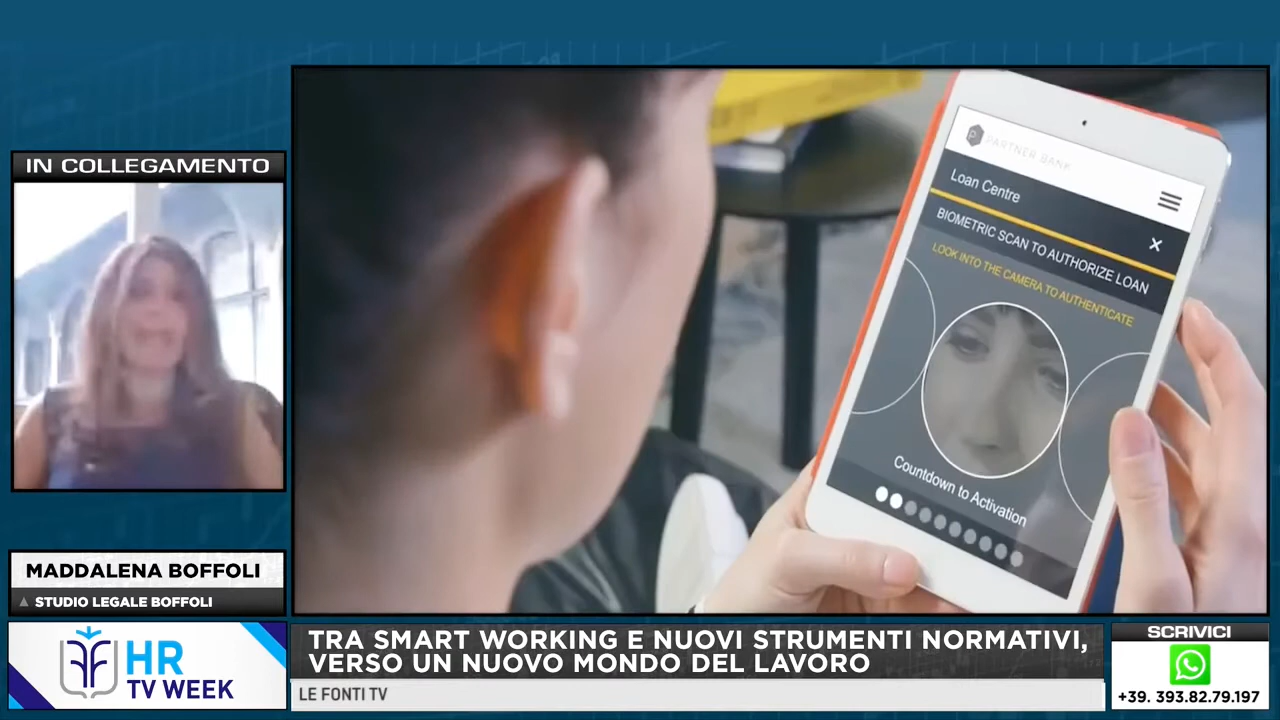 IN COLLEGAMENTO
MADDALENA BOFFOLI
STUDIO LEGALE BOFFOLI
HR
TV WEEK
P
PARTNER BANK
Loan Centre
BIOMETRIC SCAN TO AUTHORIZE LOAN
LOOK INTO THE CAMERA TO AUTHENTICATE
Countdown to Activation
TRA SMART WORKING E NUOVI STRUMENTI NORMATIVI,
VERSO UN NUOVO MONDO DEL LAVORO
LE FONTI TV
SCRIVICI
+39. 393.82.79.197